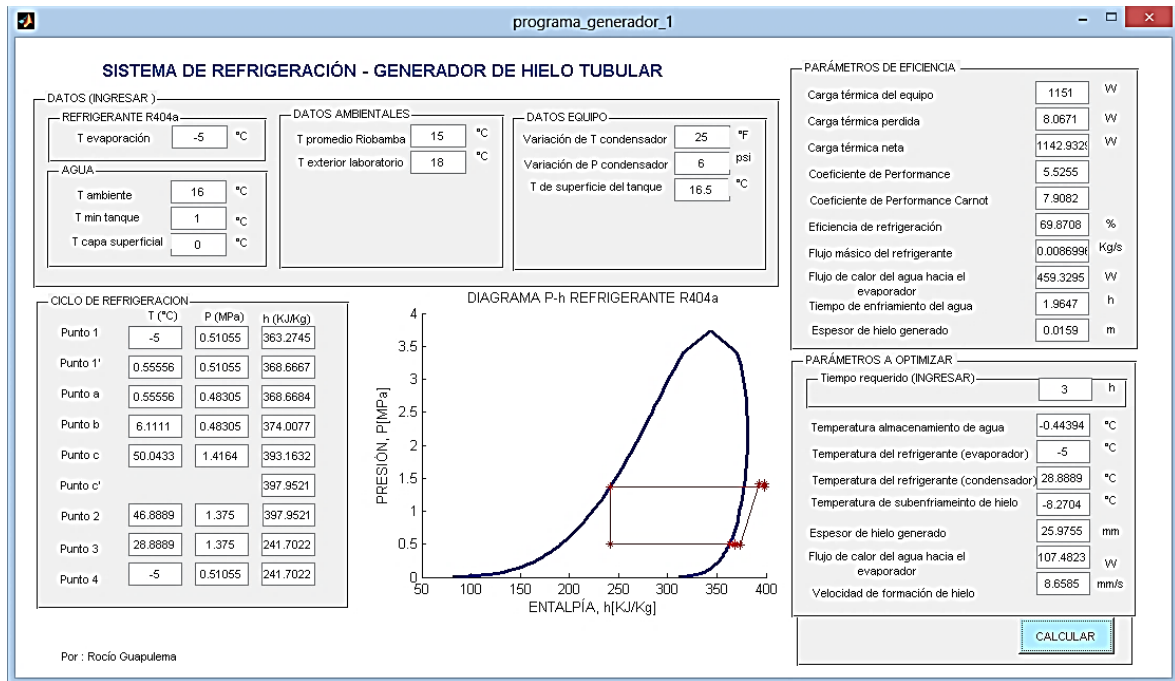 programa_generador_1
SISTEMA DE REFRIGERACIÓN - GENERADOR DE HIELO TUBULAR
DATOS (INGRESAR )
REFRIGERANTE R404a
T evaporación -5 °C
AGUA
T ambiente 16 °C
T min tanque 1 °C
T capa superficial 0 °C
DATOS AMBIENTALES
T promedio Riobamba 15 °C
T exterior laboratorio 18 °C
DATOS EQUIPO
Variación de T condensador 25 °F
Variación de P condensador 6 psi
T de superficie del tanque 16.5 °C
CICLO DE REFRIGERACION
T (°C) P (MPa) h (KJ/Kg)
Punto 1 -5 0.51055 363.2745
Punto 1' 0.55556 0.51055 368.6667
Punto a 0.55556 0.48305 368.6684
Punto b 6.1111 0.48305 374.0077
Punto c 50.0433 1.4164 393.1632
Punto c' 397.9521
Punto 2 46.8889 1.375 397.9521
Punto 3 28.8889 1.375 241.7022
Punto 4 -5 0.51055 241.7022
DIAGRAMA P-h REFRIGERANTE R404a
PRESIÓN, P[MPa]
4
3.5
3
2.5
2
1.5
1
0.5
0
50 100 150 200 250 300 350 400
ENTALPÍA, h[KJ/Kg]
PARÁMETROS DE EFICIENCIA
Carga térmica del equipo 1151 W
Carga térmica perdida 8.0671 W
Carga térmica neta 1142.9329 W
Coeficiente de Performance 5.5255
Coeficiente de Performance Carnot 7.9082
Eficiencia de refrigeración 69.8708 %
Flujo másico del refrigerante 0.0086996 Kg/s
Flujo de calor del agua hacia el 459.3295 W
evaporador
Tiempo de enfriamiento del agua 1.9647 h
Espesor de hielo generado 0.0159 m
PARÁMETROS A OPTIMIZAR
Tiempo requerido (INGRESAR)
3 h
Temperatura almacenamiento de agua -0.44394 °C
Temperatura del refrigerante (evaporador) -5 °C
Temperatura del refrigerante (condensador) 28.8889 °C
Temperatura de subenfriameinto de hielo -8.2704 °C
Espesor de hielo generado 25.9755 mm
Flujo de calor del agua hacia el 107.4823 W
evaporador
Velocidad de formación de hielo 8.6585 mm/s
CALCULAR
Por : Rocío Guapulema